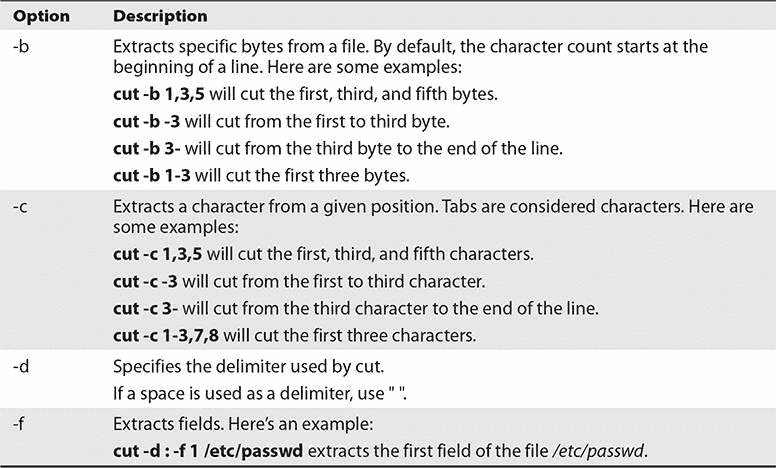 Option Description
-b Extracts specific bytes from a file. By default, the character count starts at the
beginning of a line. Here are some examples:
cut -b 1,3,5 will cut the first, third, and fifth bytes.
cut -b -3 will cut from the first to third byte.
cut -b 3- will cut from the third byte to the end of the line.
cut -b 1-3 will cut the first three bytes.
-c Extracts a character from a given position. Tabs are considered characters. Here are
some examples:
cut -c 1,3,5 will cut the first, third, and fifth characters.
cut -c -3 will cut from the first to third character.
cut -c 3- will cut from the third character to the end of the line.
cut -c 1-3,7,8 will cut the first three characters.
-d Specifies the delimiter used by cut.
If a space is used as a delimiter, use " ".
-f Extracts fields. Here's an example:
cut -d : -f 1 /etc/passwd extracts the first field of the file /etc/passwd.